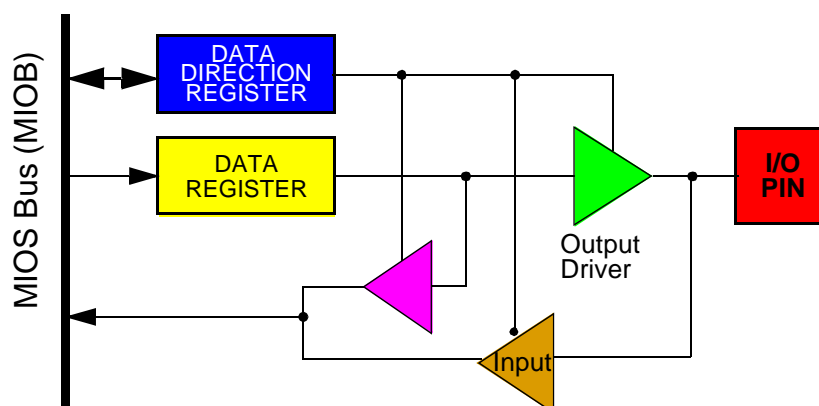 MIOS Bus (MIOB)
DATA
DIRECTION
REGISTER
DATA
REGISTER
I/O
PIN
Output
Driver
Input